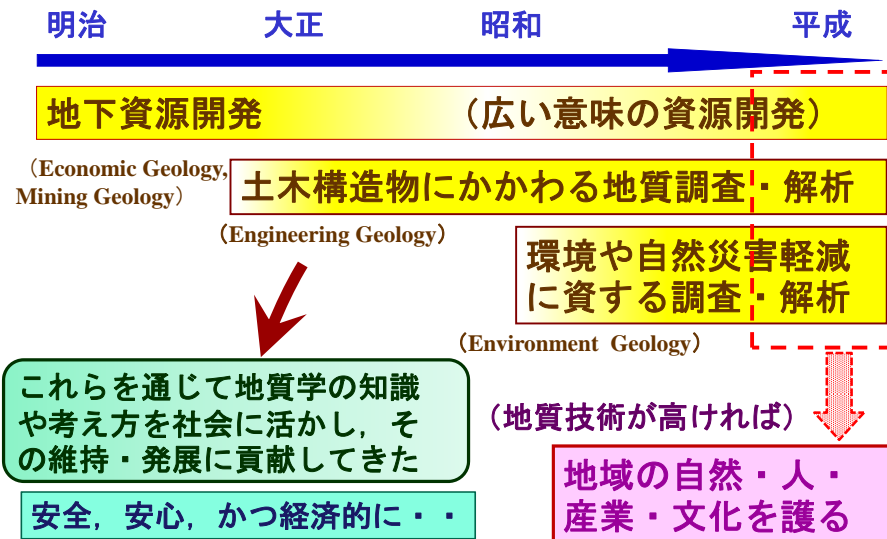 明治 大正 昭和 平成
地下資源開発 （広い意味の資源開発）
（Economic Geology,
Mining Geology）
土木構造物にかかわる地質調査・解析
（Engineering Geology）
環境や自然災害軽減
に資する調査・解析
（Environment Geology）
これらを通じて地質学の知識
や考え方を社会に活かし，そ
の維持・発展に貢献してきた
（地質技術が高ければ）
安全，安心，かつ経済的に・・
地域の自然・人・
産業・文化を護る